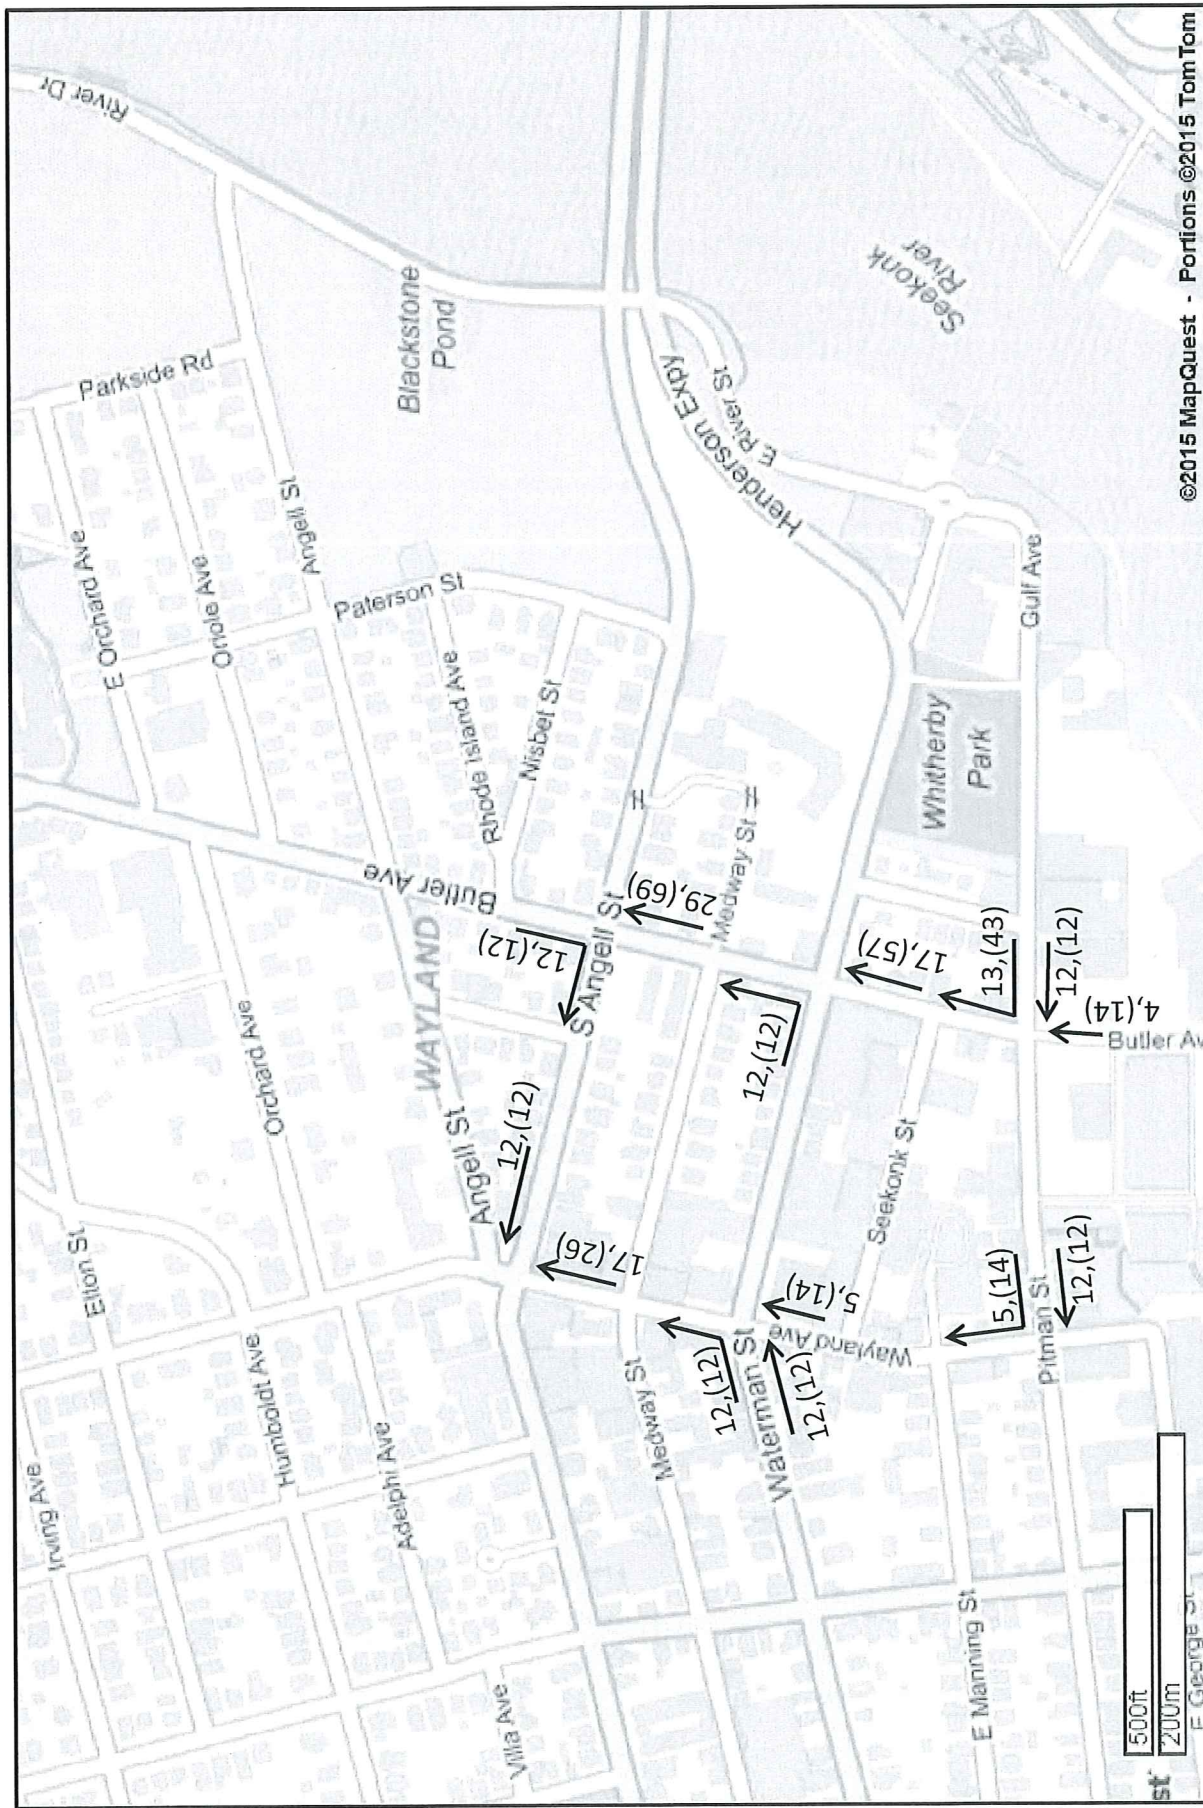 River Dr
Parkside Rd
Blackstone
Pond
E Orchard Ave
Oriole Ave
Angell St
Paterson St
Rhode Island Ave
Nisbet St
Henderson Expy
E River St
Seekonk
River
Gulf Ave
Whitherby
Park
Butler Ave
WAYLAND
S Angell St
S Angell St
Medway St
29,(69)
12,(12)
17,(57)
13,(43)
12,(12)
4,(14)
Butler Av
12,(12)
Orchard Ave
Angell St
12,(12)
17,(26)
Seekonk St
5,(14)
5,(14)
12,(12)
Pitman St
Wayland Ave
Waterman St
12,(12)
12,(12)
Medway St
Elton St
Humboldt Ave
Adelphi Ave
Irving Ave
Villa Ave
E Manning St
E George St
500ft
200m
st
©2015 MapQuest - Portions ©2015 TomTom